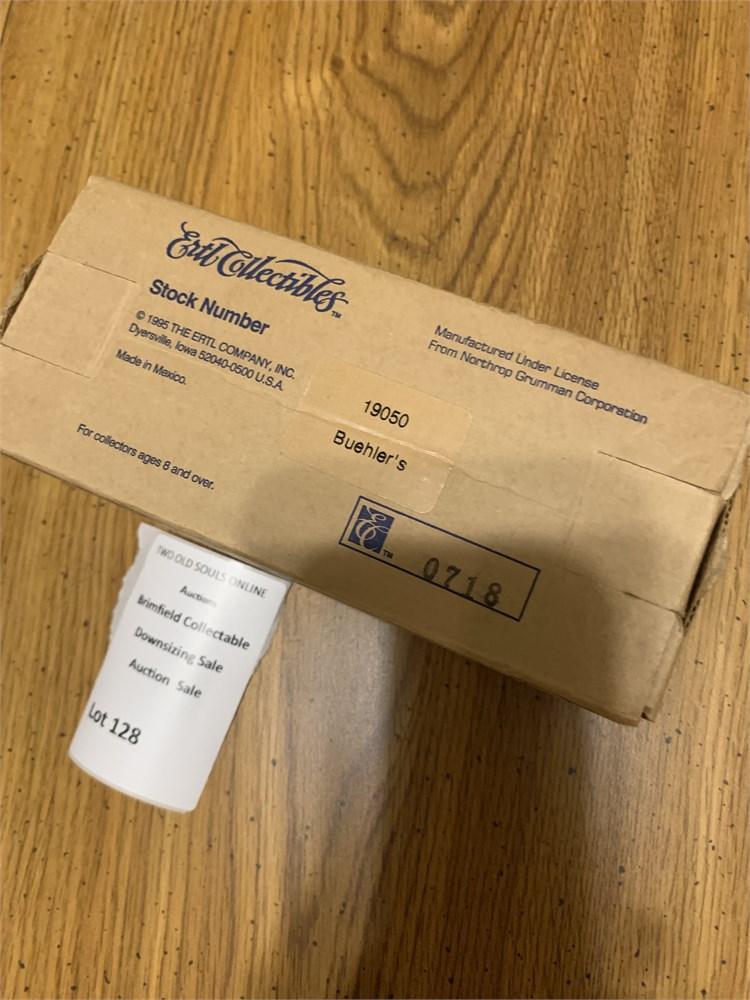 Ertl Collectibles™
Stock Number
© 1995 THE ERTL COMPANY, INC.
Dyersville, Iowa 52040-0500 U.S.A.
Made in Mexico.
For collectors ages 8 and over.
Manufactured Under License
From Northrop Grumman Corporation
19050
Buehler's
EC™
0718
TWO OLD SOULS ONLINE
Auctions
Brimfield Collectable
Downsizing Sale
Auction Sale
Lot 128